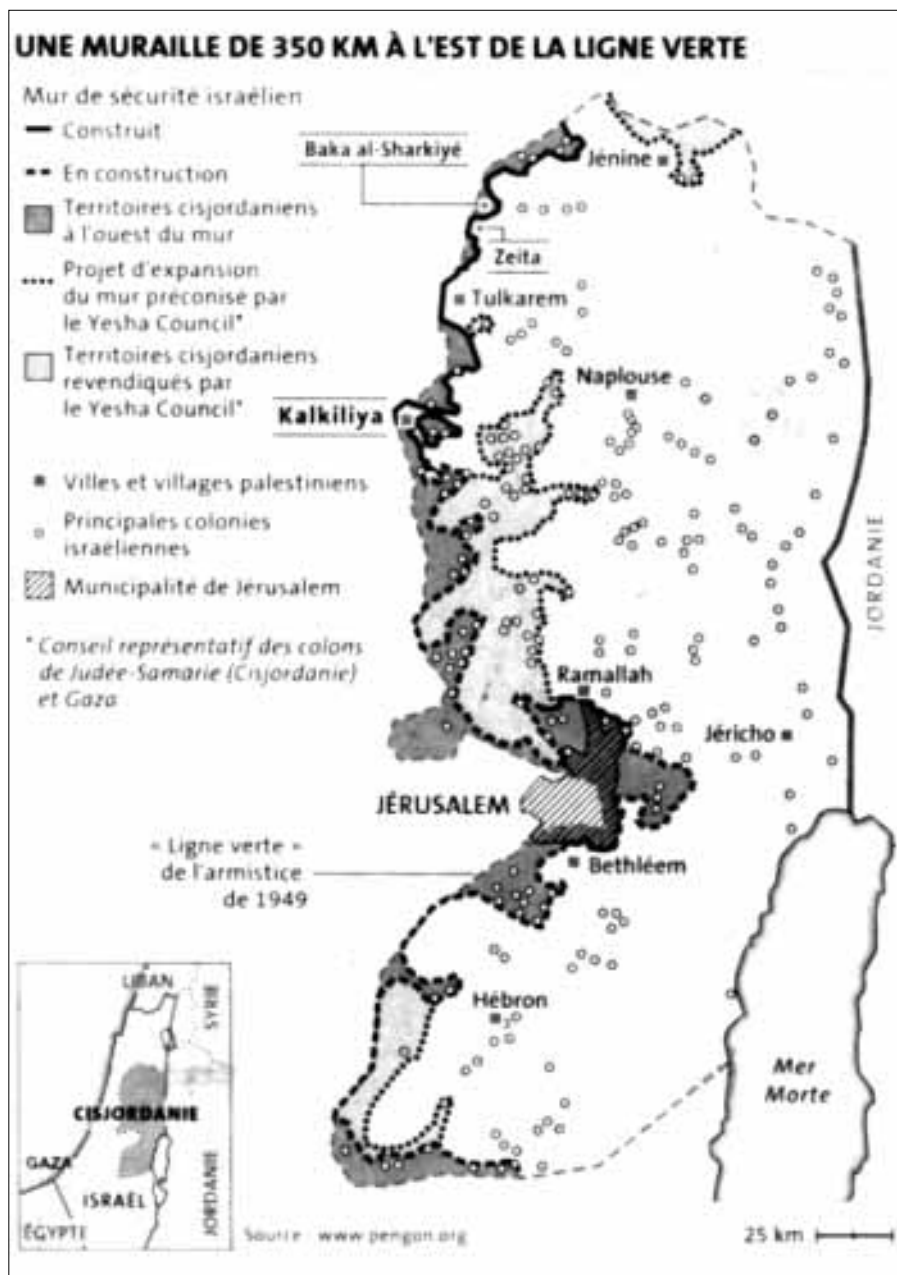 UNE MURAILLE DE 350 KM À L'EST DE LA LIGNE VERTE
Mur de sécurité israélien
Construit
En construction
Territoires cisjordaniens
à l'ouest du mur
Projet d'expansion
du mur préconisé par
le Yesha Council*
Territoires cisjordaniens
revendiqués par
le Yesha Council*
Villes et villages palestiniens
Principales colonies
israéliennes
Municipalité de Jérusalem
* Conseil représentatif des colons
de Judée-Samarie (Cisjordanie)
et Gaza
Baka al-Sharkiyé
Jénine
Zeita
Tulkarem
Naplouse
Kalkiliya
JORDANIE
Ramallah
Jéricho
JÉRUSALEM
« Ligne verte »
de l'armistice
de 1949
Bethléem
Hébron
Mer
Morte
LIBAN
SYRIE
CISJORDANIE
GAZA
ISRAËL
JORDANIE
ÉGYPTE
Source : www.pengon.org
25 km